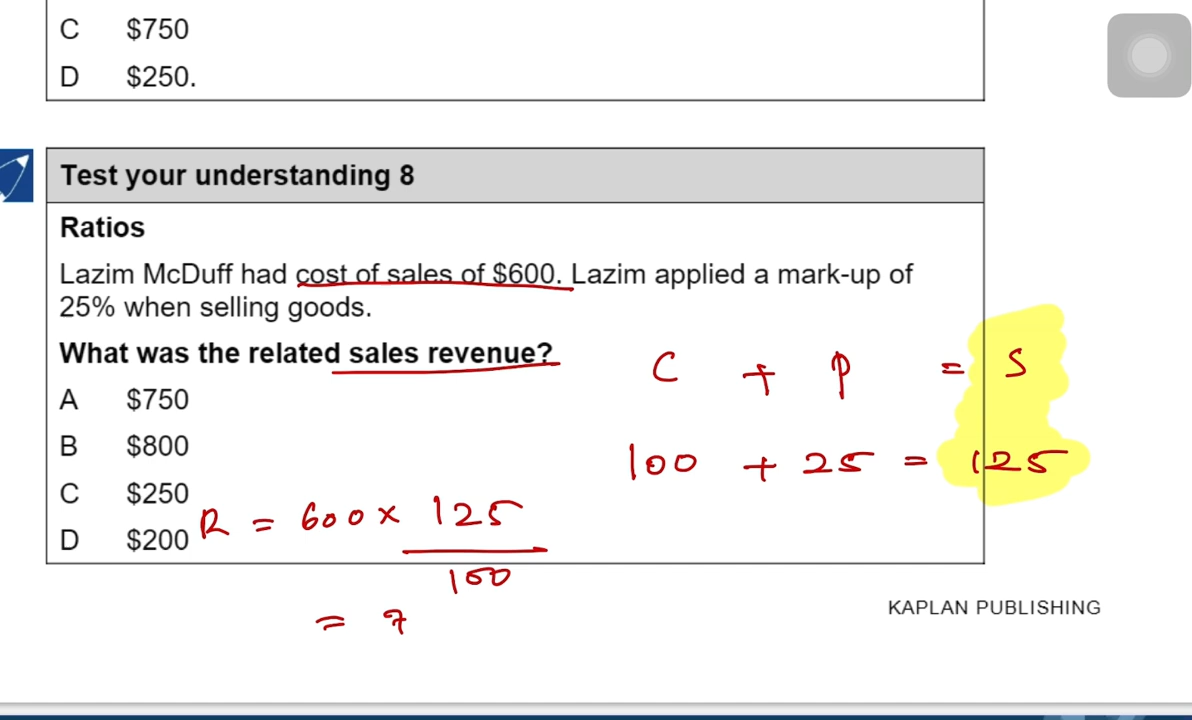 C $750
D $250.
Test your understanding 8
Ratios
Lazim McDuff had cost of sales of $600. Lazim applied a mark-up of
25% when selling goods.
What was the related sales revenue?
A $750
B $800
C $250
D $200
C + P = S
100 + 25 = 125
R = 600 × 125
100
= 7
KAPLAN PUBLISHING